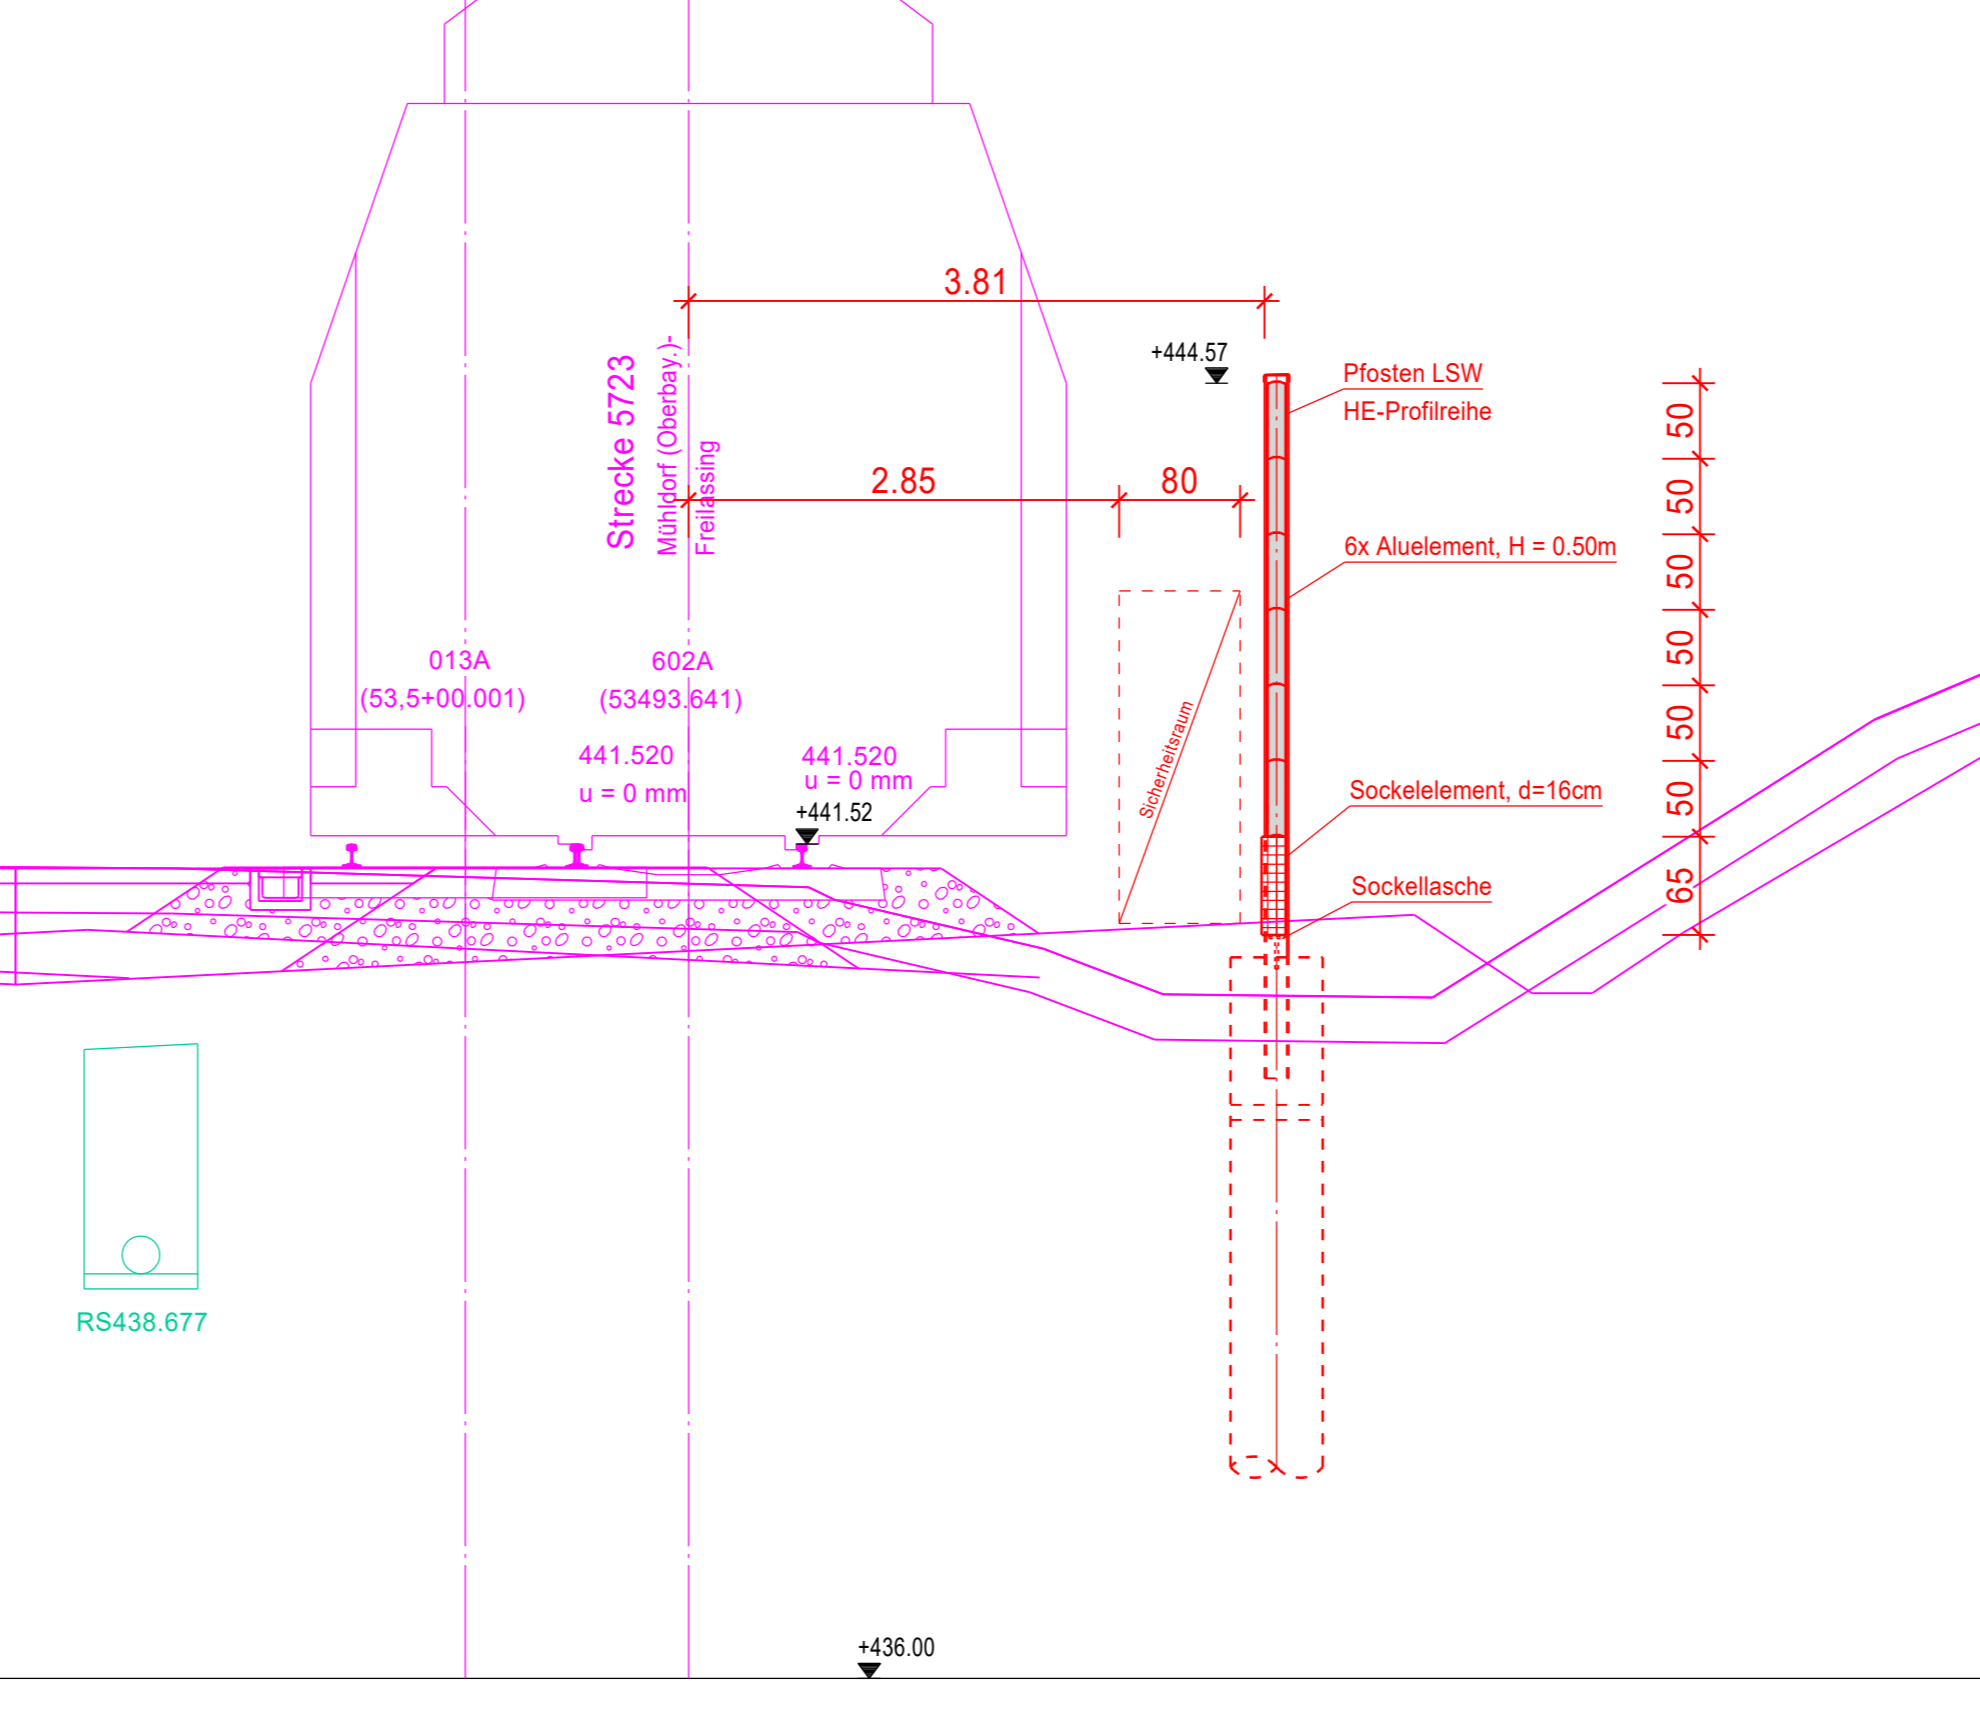 3.81
+444.57
Pfosten LSW
HE-Profilreihe
Strecke 5723
Mühldorf (Oberbay.)-
Freilassing
2.85
80
6x Aluelement, H = 0.50m
50
50
50
50
50
50
65
013A
(53,5+00.001)
602A
(53493.641)
Sicherheitsraum
441.520
u = 0 mm
441.520
u = 0 mm
+441.52
Sockelelement, d=16cm
Sockellasche
RS438.677
+436.00